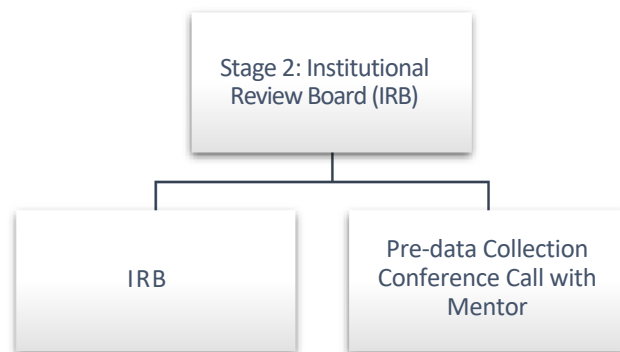 Stage 2: Institutional
Review Board (IRB)
IRB
Pre-data Collection
Conference Call with
Mentor